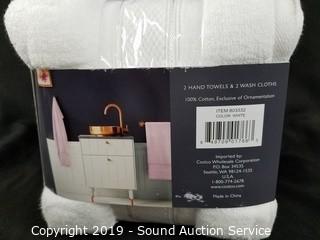 2 HAND TOWELS & 2 WASH CLOTHS
100% Cotton, Exclusive of Ornamentation
ITEM 803532
COLOR: WHITE
Imported by:
Costco Wholesale Corporation
P.O. Box 34535
Seattle, WA 98124-1535
U.S.A.
1-800-774-2678
www.costco.com
Made in China
Copyright 2019 - Sound Auction Service